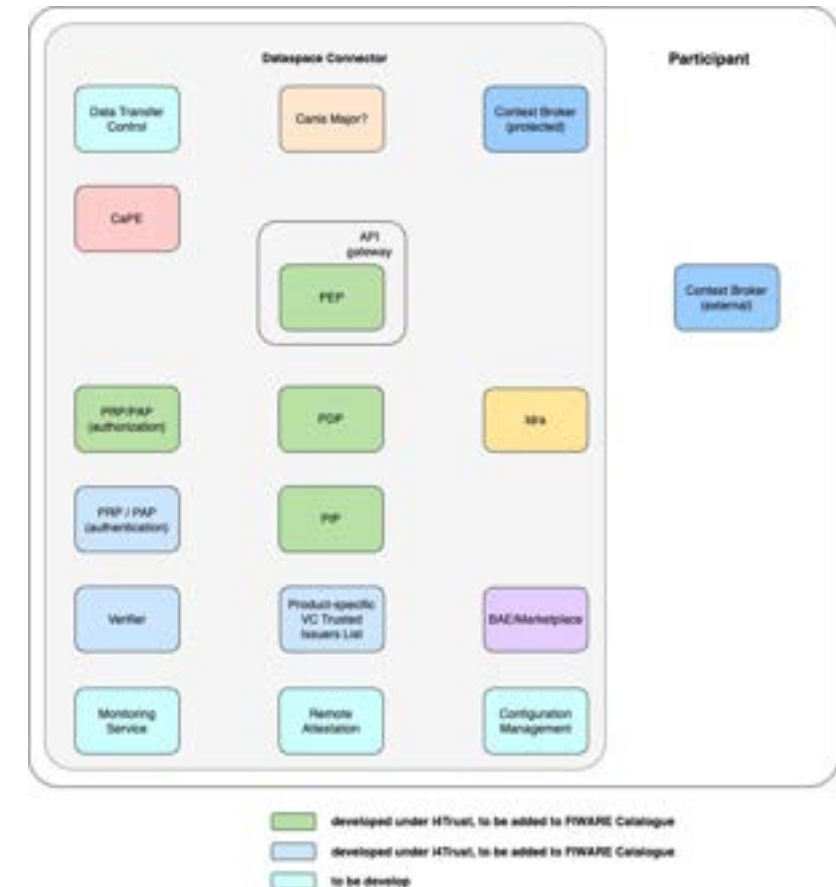 Dataspace Connector
Participant
Data Transfer
Control
Canis Major?
Context Broker
(protected)
CaPE
API
gateway
PEP
Context Broker
(external)
PRP/PAP
(authorization)
PDP
Idra
PRP / PAP
(authentication)
PIP
Verifier
Product-specific
VC Trusted
Issuers List
BAE/Marketplace
Monitoring
Service
Remote
Attestation
Configuration
Management
developed under i4Trust, to be added to FIWARE Catalogue
developed under i4Trust, to be added to FIWARE Catalogue
to be develop